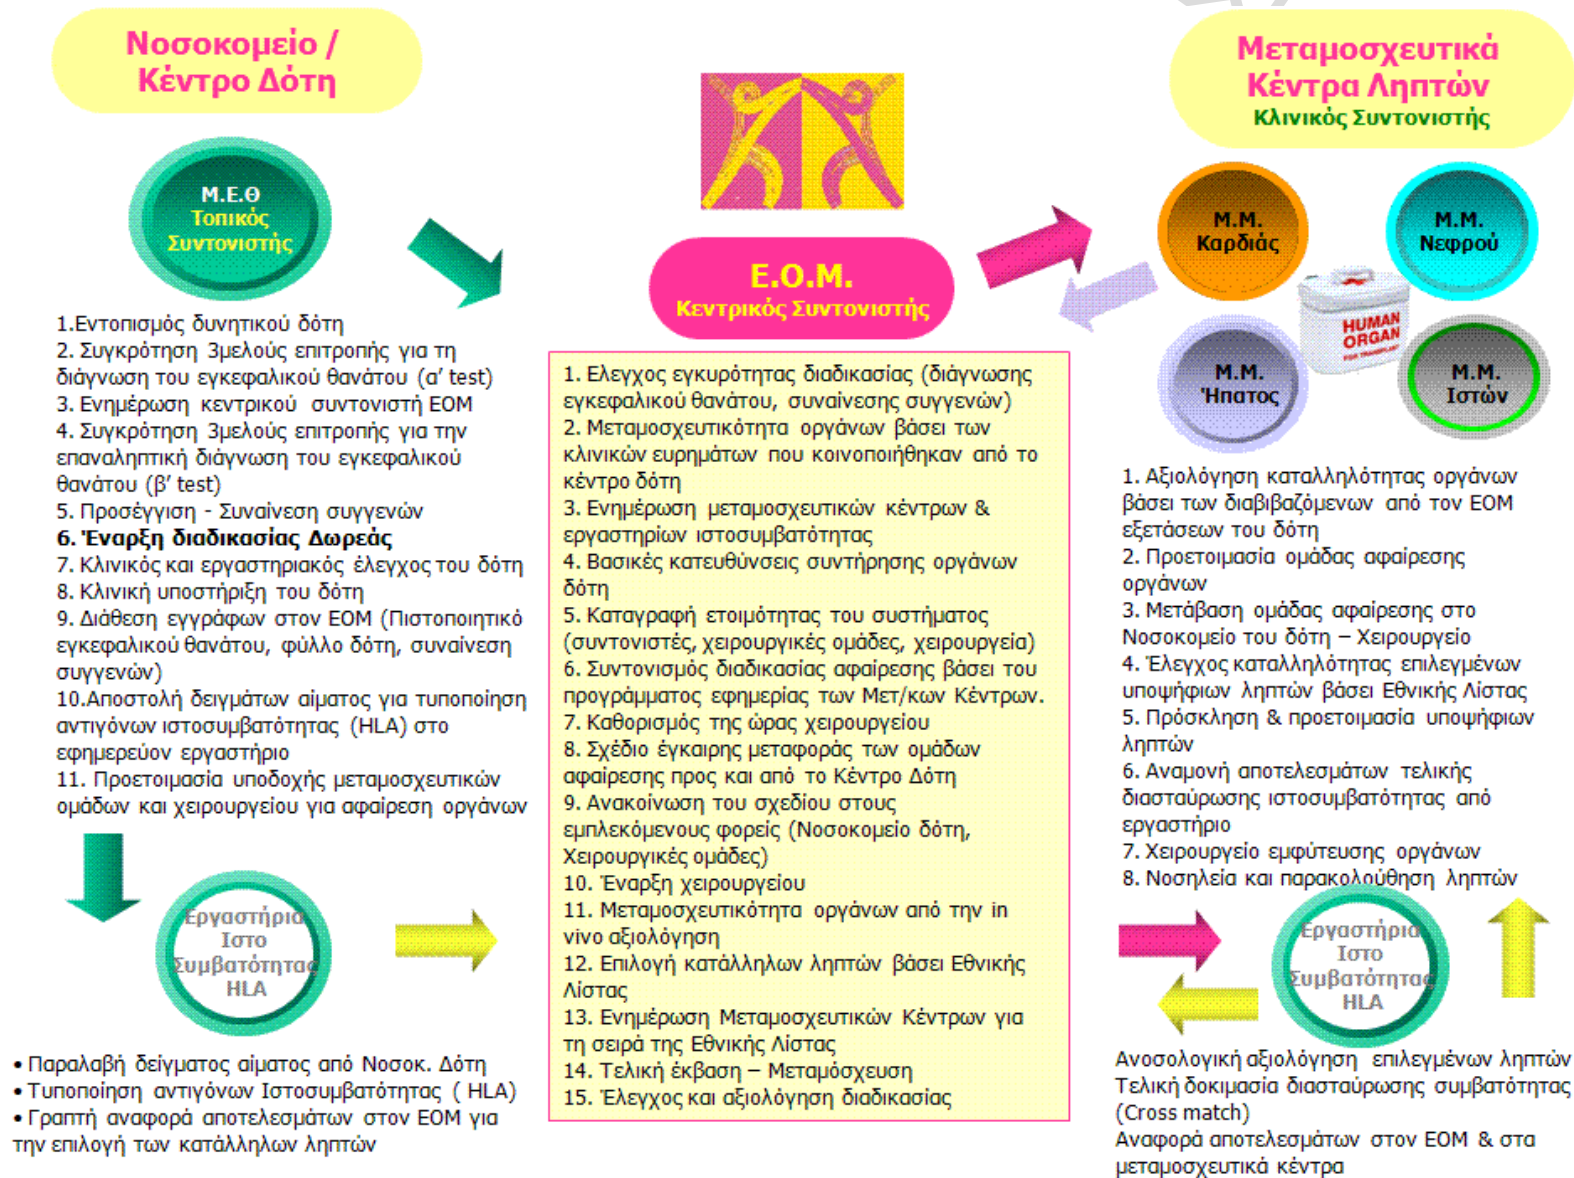 Νοσοκομείο /
Κέντρο Δότη
Μ.Ε.Θ
Τοπικός
Συντονιστής
1.Εντοπισμός δυνητικού δότη
2. Συγκρότηση 3μελούς επιτροπής για τη
διάγνωση του εγκεφαλικού θανάτου (α’ test)
3. Ενημέρωση κεντρικού συντονιστή ΕΟΜ
4. Συγκρότηση 3μελούς επιτροπής για την
επαναληπτική διάγνωση του εγκεφαλικού
θανάτου (β’ test)
5. Προσέγγιση - Συναίνεση συγγενών
6. Έναρξη διαδικασίας Δωρεάς
7. Κλινικός και εργαστηριακός έλεγχος του δότη
8. Κλινική υποστήριξη του δότη
9. Διάθεση εγγράφων στον ΕΟΜ (Πιστοποιητικό
εγκεφαλικού θανάτου, φύλλο δότη, συναίνεση
συγγενών)
10.Αποστολή δειγμάτων αίματος για τυποποίηση
αντιγόνων ιστοσυμβατότητας (HLA) στο
εφημερεύον εργαστήριο
11. Προετοιμασία υποδοχής μεταμοσχευτικών
ομάδων και χειρουργείου για αφαίρεση οργάνων
Εργαστήρια
Ιστο
Συμβατότητας
HLA
• Παραλαβή δείγματος αίματος από Νοσοκ. Δότη
• Τυποποίηση αντιγόνων Ιστοσυμβατότητας ( HLA)
• Γραπτή αναφορά αποτελεσμάτων στον ΕΟΜ για
την επιλογή των κατάλληλων ληπτών
Ε.Ο.Μ.
Κεντρικός Συντονιστής
1. Ελεγχος εγκυρότητας διαδικασίας (διάγνωσης
εγκεφαλικού θανάτου, συναίνεσης συγγενών)
2. Μεταμοσχευτικότητα οργάνων βάσει των
κλινικών ευρημάτων που κοινοποιήθηκαν από το
κέντρο δότη
3. Ενημέρωση μεταμοσχευτικών κέντρων &
εργαστηρίων ιστοσυμβατότητας
4. Βασικές κατευθύνσεις συντήρησης οργάνων
δότη
5. Καταγραφή ετοιμότητας του συστήματος
(συντονιστές, χειρουργικές ομάδες, χειρουργεία)
6. Συντονισμός διαδικασίας αφαίρεσης βάσει του
προγράμματος εφημερίας των Μετ/κων Κέντρων.
7. Καθορισμός της ώρας χειρουργείου
8. Σχέδιο έγκαιρης μεταφοράς των ομάδων
αφαίρεσης προς και από το Κέντρο Δότη
9. Ανακοίνωση του σχεδίου στους
εμπλεκόμενους φορείς (Νοσοκομείο δότη,
Χειρουργικές ομάδες)
10. Έναρξη χειρουργείου
11. Μεταμοσχευτικότητα οργάνων από την in
vivo αξιολόγηση
12. Επιλογή κατάλληλων ληπτών βάσει Εθνικής
Λίστας
13. Ενημέρωση Μεταμοσχευτικών Κέντρων για
τη σειρά της Εθνικής Λίστας
14. Τελική έκβαση – Μεταμόσχευση
15. Έλεγχος και αξιολόγηση διαδικασίας
Μεταμοσχευτικά
Κέντρα Ληπτών
Κλινικός Συντονιστής
Μ.Μ.
Καρδιάς
Μ.Μ.
Νεφρού
HUMAN
ORGAN
FOR TRANSPLANT
Μ.Μ.
Ήπατος
Μ.Μ.
Ιστών
1. Αξιολόγηση καταλληλότητας οργάνων
βάσει των διαβιβαζόμενων από τον ΕΟΜ
εξετάσεων του δότη
2. Προετοιμασία ομάδας αφαίρεσης
οργάνων
3. Μετάβαση ομάδας αφαίρεσης στο
Νοσοκομείο του δότη – Χειρουργείο
4. Έλεγχος καταλληλότητας επιλεγμένων
υποψήφιων ληπτών βάσει Εθνικής Λίστας
5. Πρόσκληση & προετοιμασία υποψήφιων
ληπτών
6. Αναμονή αποτελεσμάτων τελικής
διασταύρωσης ιστοσυμβατότητας από
εργαστήριο
7. Χειρουργείο εμφύτευσης οργάνων
8. Νοσηλεία και παρακολούθηση ληπτών
Εργαστήρια
Ιστο
Συμβατότητας
HLA
Ανοσολογική αξιολόγηση επιλεγμένων ληπτών
Τελική δοκιμασία διασταύρωσης συμβατότητας
(Cross match)
Αναφορά αποτελεσμάτων στον ΕΟΜ & στα
μεταμοσχευτικά κέντρα